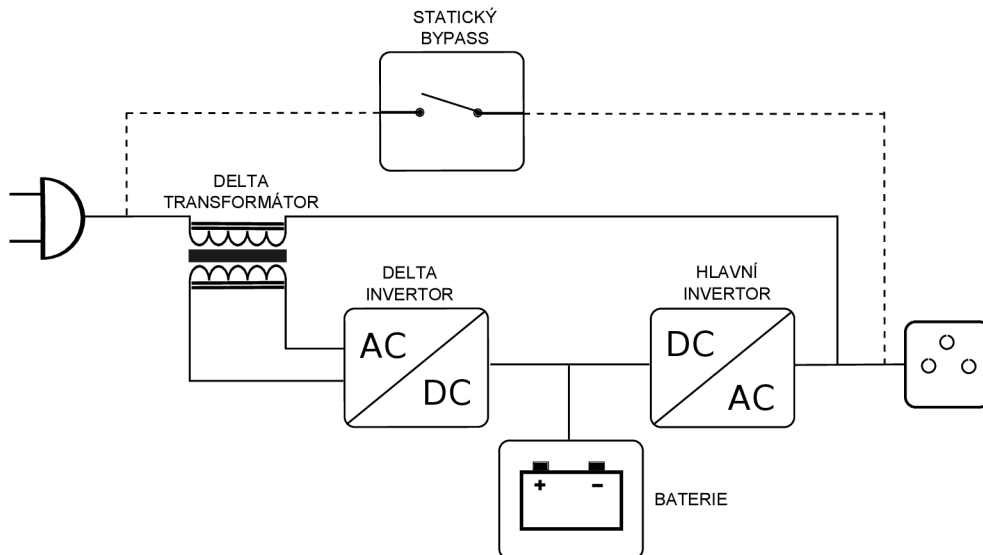 STATICKÝ
BYPASS
DELTA
TRANSFORMÁTOR
DELTA
INVERTOR
HLAVNÍ
INVERTOR
AC
DC
DC
AC
+ −
BATERIE